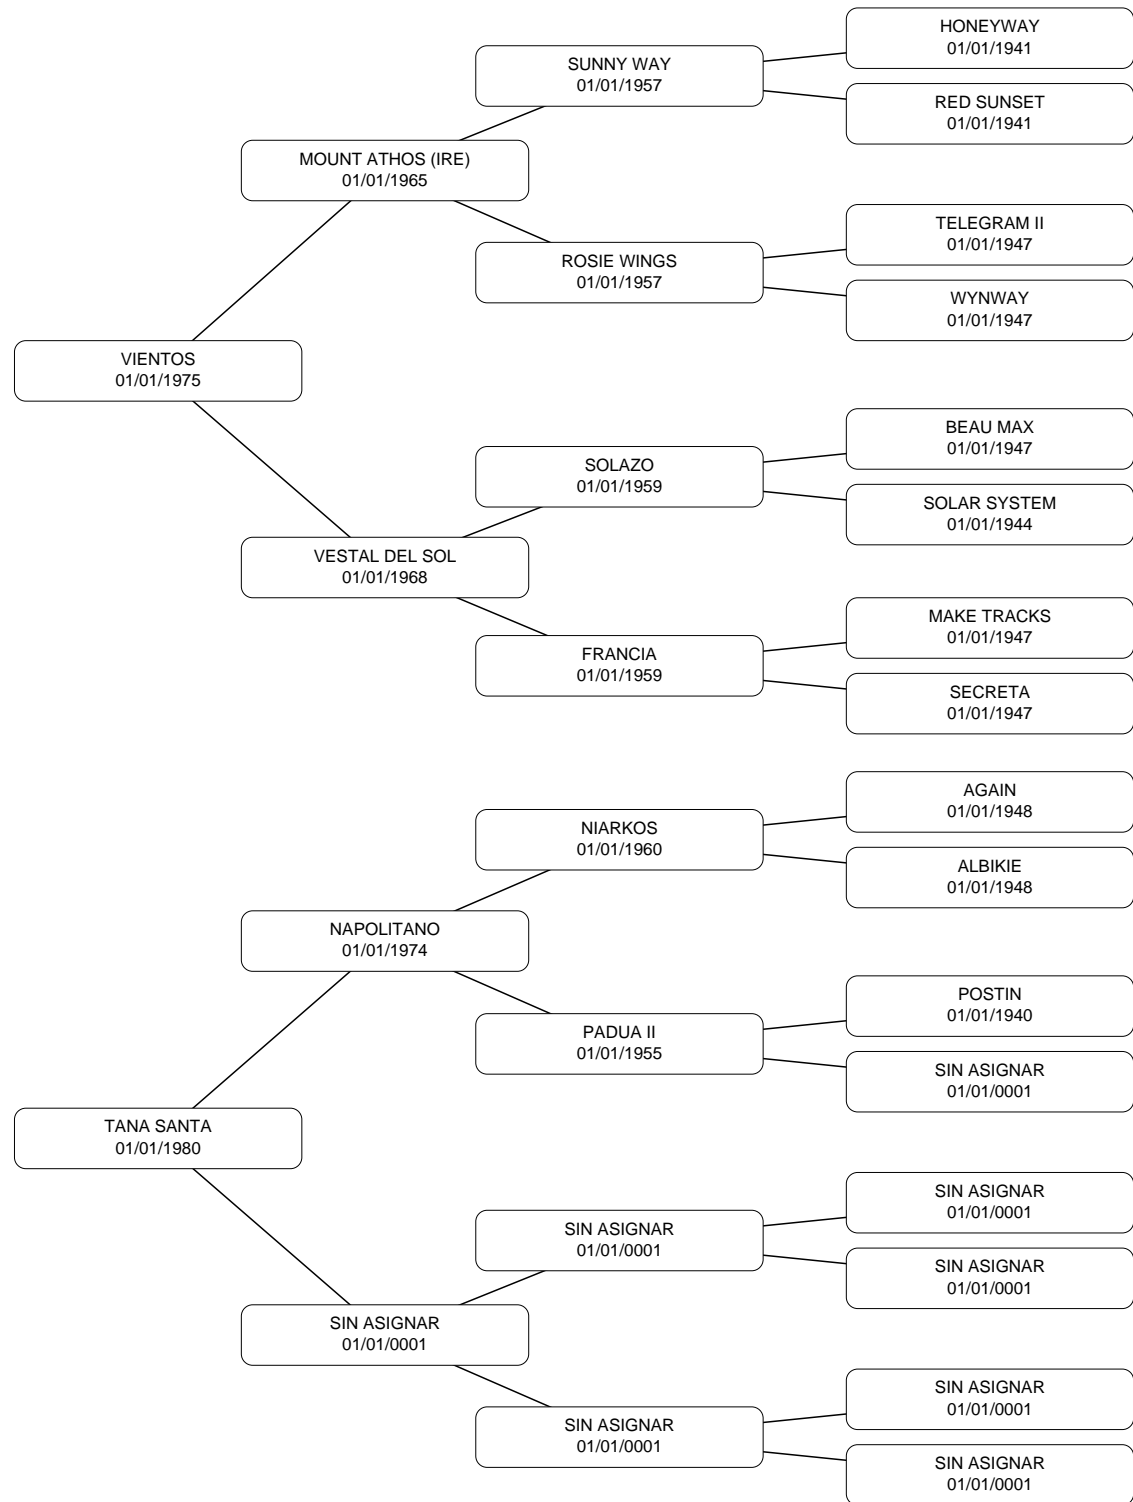 HONEYWAY
01/01/1941
SUNNY WAY
01/01/1957
RED SUNSET
01/01/1941
MOUNT ATHOS (IRE)
01/01/1965
TELEGRAM II
01/01/1947
ROSIE WINGS
01/01/1957
WYNWAY
01/01/1947
VIENTOS
01/01/1975
BEAU MAX
01/01/1947
SOLAZO
01/01/1959
SOLAR SYSTEM
01/01/1944
VESTAL DEL SOL
01/01/1968
MAKE TRACKS
01/01/1947
FRANCIA
01/01/1959
SECRETA
01/01/1947
AGAIN
01/01/1948
NIARKOS
01/01/1960
ALBIKIE
01/01/1948
NAPOLITANO
01/01/1974
POSTIN
01/01/1940
PADUA II
01/01/1955
SIN ASIGNAR
01/01/0001
TANA SANTA
01/01/1980
SIN ASIGNAR
01/01/0001
SIN ASIGNAR
01/01/0001
SIN ASIGNAR
01/01/0001
SIN ASIGNAR
01/01/0001
SIN ASIGNAR
01/01/0001
SIN ASIGNAR
01/01/0001
SIN ASIGNAR
01/01/0001